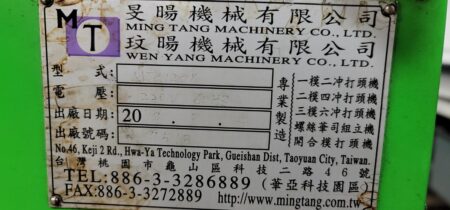 MT
旻暘機械有限公司
MING TANG MACHINERY CO., LTD.
玟暘機械有限公司
WEN YANG MACHINERY CO., LTD.
型式:
電壓:
出廠日期: 20
出廠號碼:
專業製造
一模二冲打頭機
二模四冲打頭機
三模六冲打頭機
螺絲華司組立機
開合模打頭機
No.46, Keji 2 Rd., Hwa-Ya Technology Park, Gueishan Dist, Taoyuan City, Taiwan.
台灣桃園市龜山區科技二路46號
TEL:886-3-3286889 (華亞科技園區)
FAX:886-3-3272889 http://www.mingtang.com